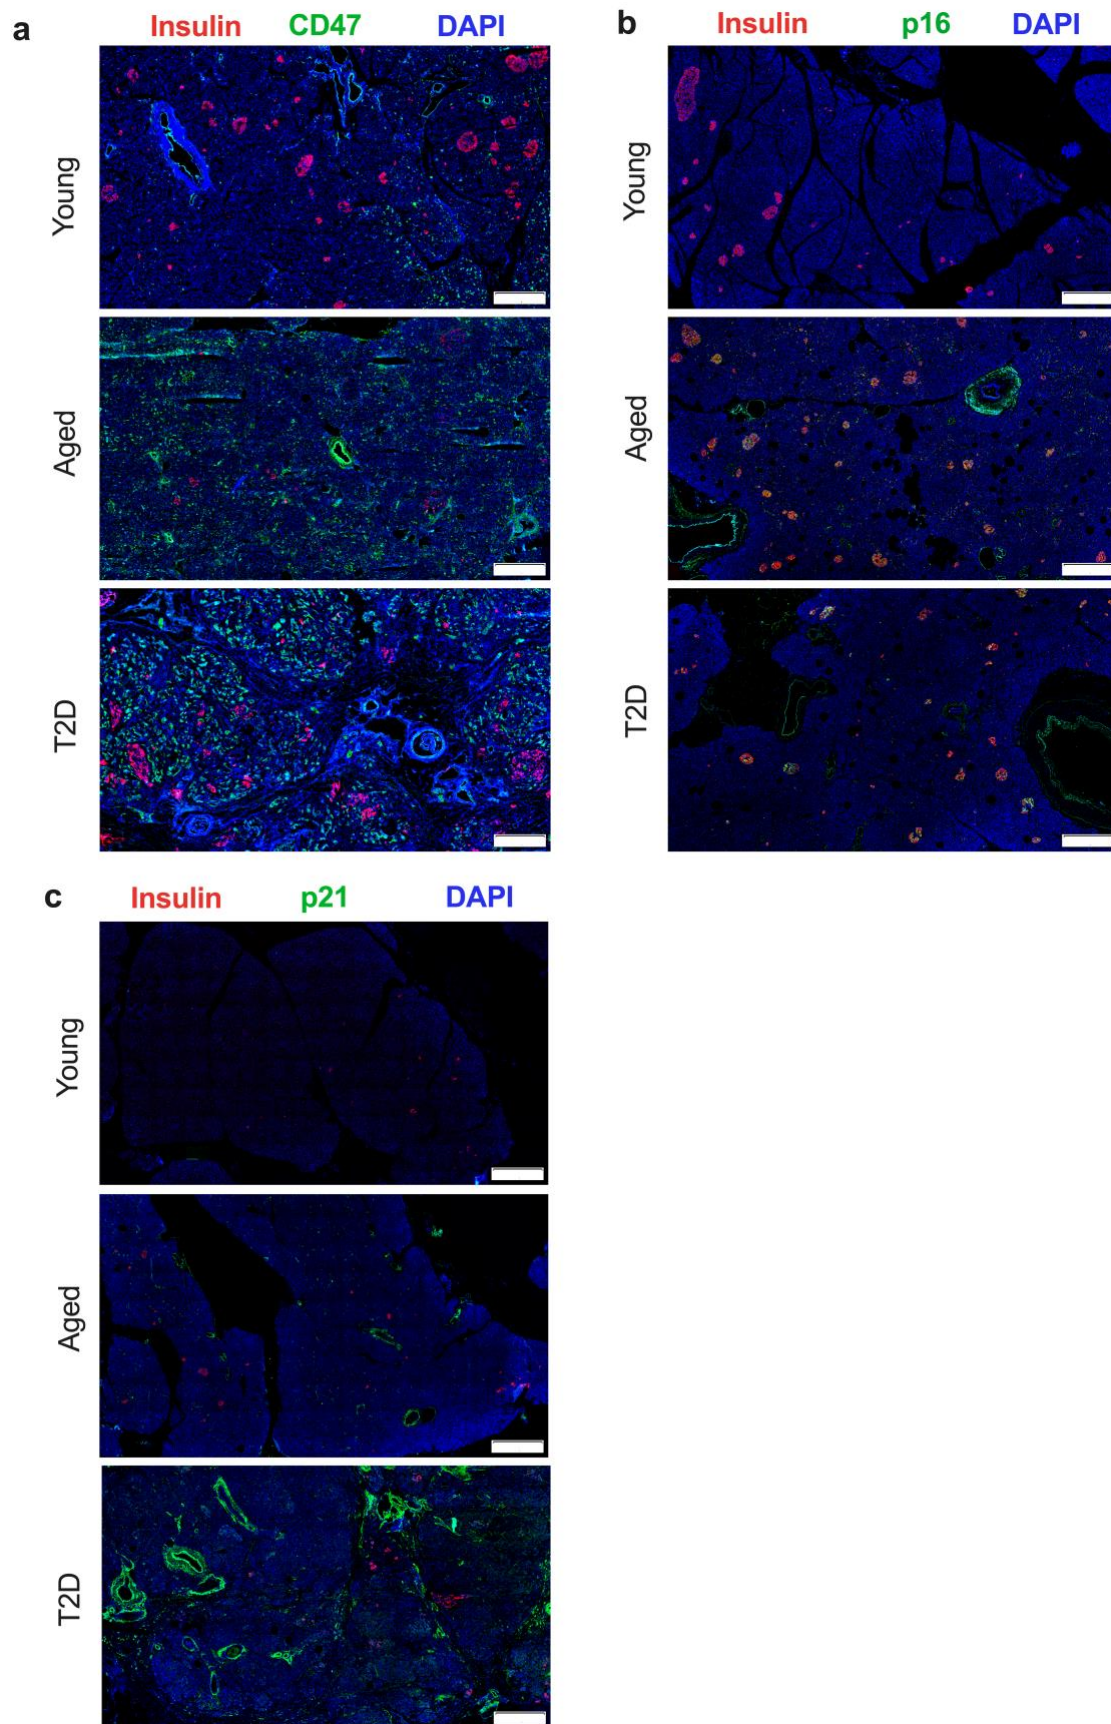 a
Insulin CD47 DAPI
Young
Aged
T2D
b
Insulin p16 DAPI
Young
Aged
T2D
c
Insulin p21 DAPI
Young
Aged
T2D